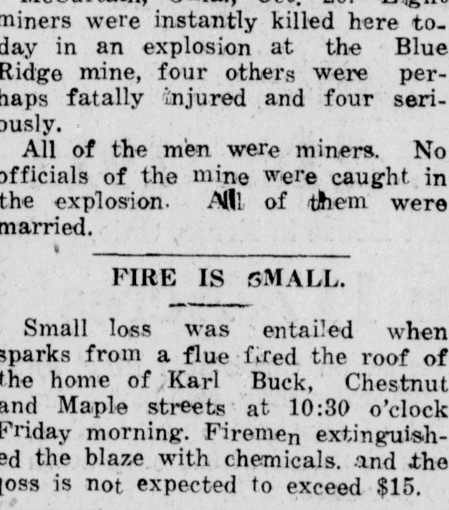 miners were instantly killed here to-
day in an explosion at the Blue
Ridge mine, four others were per-
haps fatally injured and four seri-
ously.
All of the men were miners. No
officials of the mine were caught in
the explosion. All of them were
married.
FIRE IS SMALL.
Small loss was entailed when
sparks from a flue fired the roof of
the home of Karl Buck, Chestnut
and Maple streets at 10:30 o'clock
Friday morning. Firemen extinguish-
ed the blaze with chemicals. and the
loss is not expected to exceed $15.